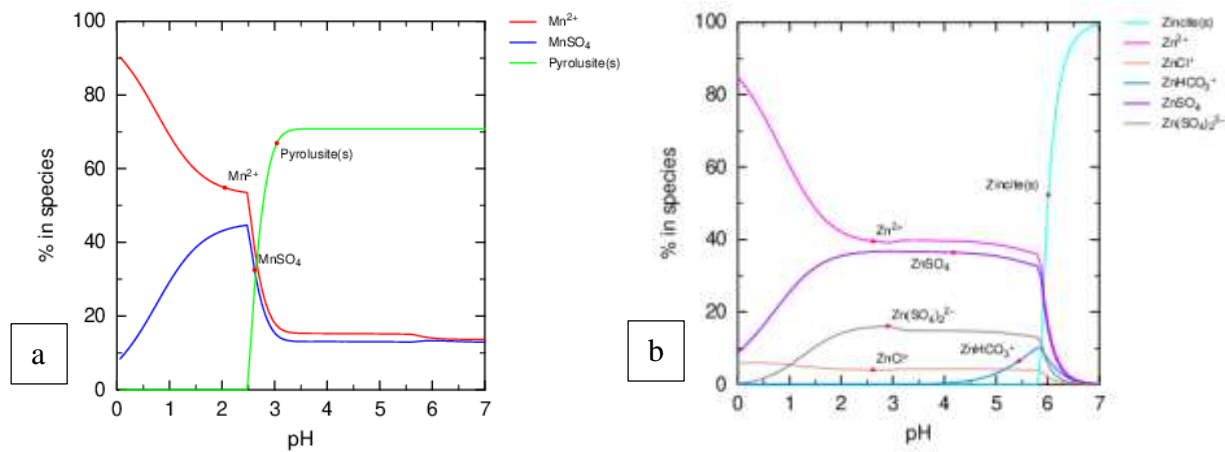 100
80
60
40
20
0
% in species
0 1 2 3 4 5 6 7
pH
Mn²⁺
MnSO₄
Pyrolusite(s)
Mn²⁺
MnSO₄
Pyrolusite(s)
a
100
80
60
40
20
0
% in species
0 1 2 3 4 5 6 7
pH
Zincite(s)
Zn²⁺
ZnSO₄
Zn(SO₄)₂²⁻
ZnHCO₃⁺
ZnCl⁺
Zincite(s)
Zn²⁺
ZnCl⁺
ZnHCO₃⁺
ZnSO₄
Zn(SO₄)₂²⁻
b